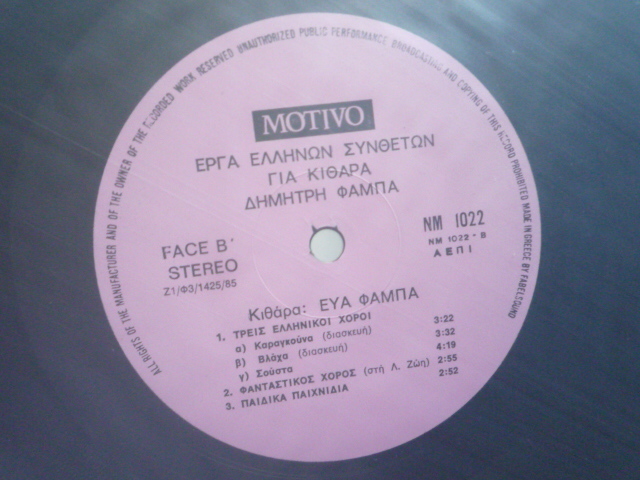 ALL RIGHTS OF THE MANUFACTURER AND OF THE OWNER OF THE RECORDED WORK RESERVED UNAUTHORIZED PUBLIC PERFORMANCE BROADCASTING AND COPYING OF THIS RECORD PROHIBITED MADE IN GREECE BY FABELSOUND
MOTIVO
ΕΡΓΑ ΕΛΛΗΝΩΝ ΣΥΝΘΕΤΩΝ
ΓΙΑ ΚΙΘΑΡΑ
ΔΗΜΗΤΡΗ ΦΑΜΠΑ
FACE B΄
STEREO
Ζ1/Φ3/1425/85
NM 1022
NM 1022 - B
ΑΕΠΙ
Κιθάρα: ΕΥΑ ΦΑΜΠΑ
1. ΤΡΕΙΣ ΕΛΛΗΝΙΚΟΙ ΧΟΡΟΙ
α) Καραγκούνα (διασκευή) 3:22
β) Βλάχα (διασκευή) 3:32
γ) Σούστα 4:19
2. ΦΑΝΤΑΣΤΙΚΟΣ ΧΟΡΟΣ (στή Λ. Ζώη) 2:55
3. ΠΑΙΔΙΚΑ ΠΑΙΧΝΙΔΙΑ 2:52